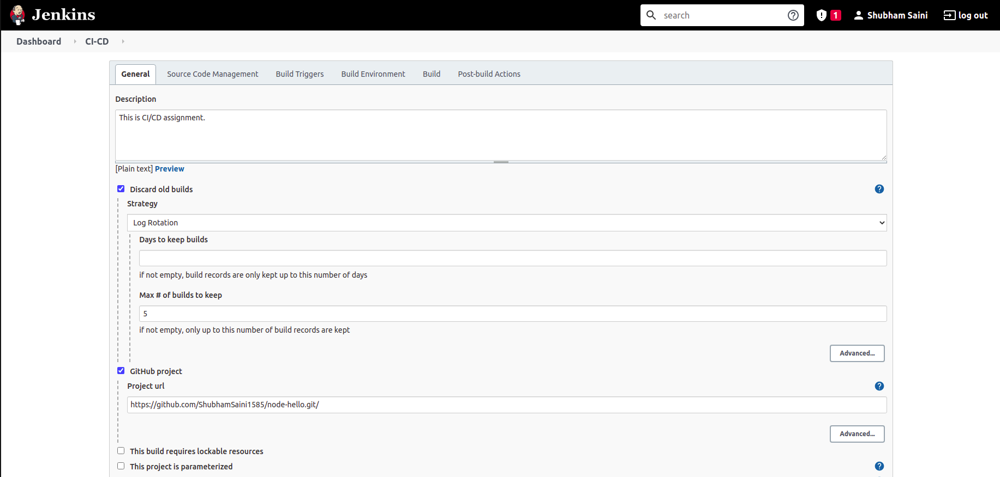 Jenkins
search
1
Shubham Saini
log out
Dashboard
CI-CD
General
Source Code Management
Build Triggers
Build Environment
Build
Post-build Actions
Description
This is CI/CD assignment.
[Plain text] Preview
Discard old builds
?
Strategy
Log Rotation
Days to keep builds
if not empty, build records are only kept up to this number of days
Max # of builds to keep
5
if not empty, only up to this number of build records are kept
Advanced...
GitHub project
Project url
?
https://github.com/ShubhamSaini1585/node-hello.git/
Advanced...
This build requires lockable resources
This project is parameterized
?